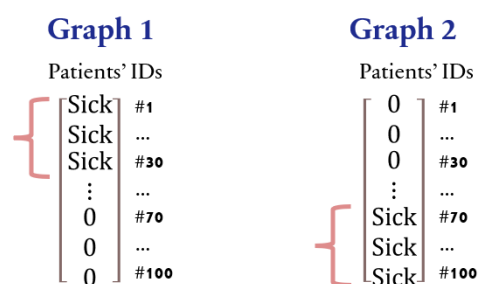 Graph 1
Patients' IDs
Sick #1
Sick ...
Sick #30
⋮ ...
0 #70
0 ...
0 #100
Graph 2
Patients' IDs
0 #1
0 ...
0 #30
⋮ ...
Sick #70
Sick ...
Sick #100